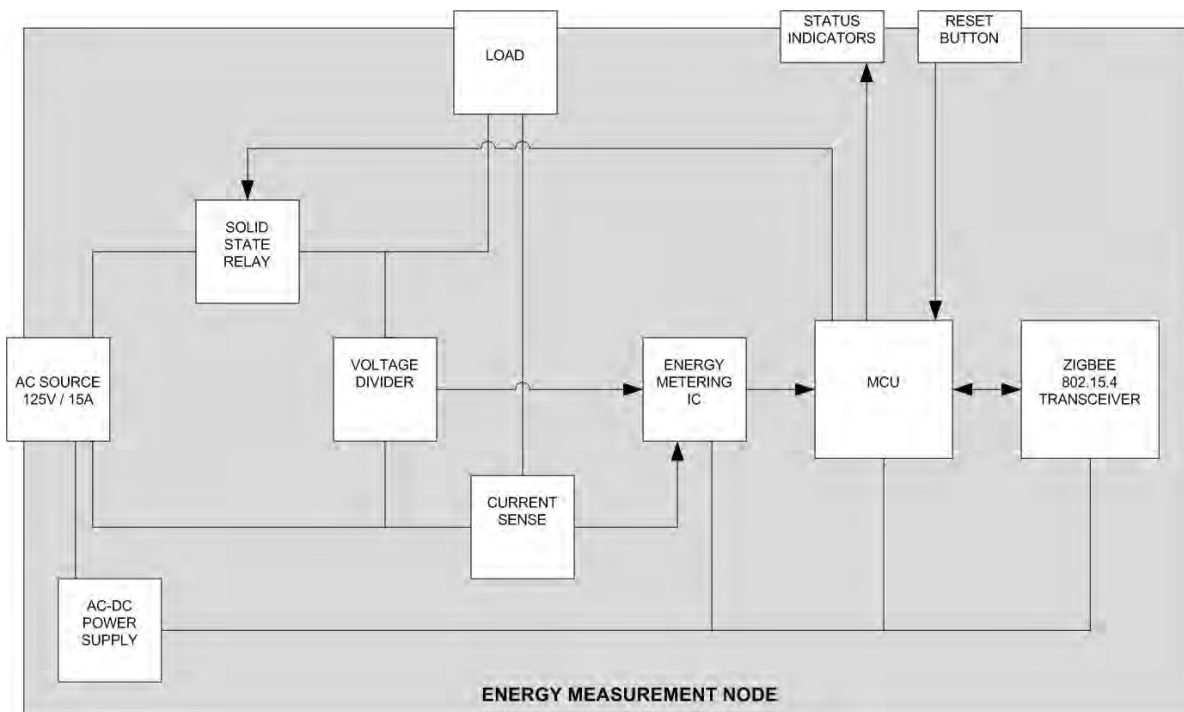 LOAD
STATUS
INDICATORS
RESET
BUTTON
SOLID
STATE
RELAY
AC SOURCE
125V / 15A
VOLTAGE
DIVIDER
ENERGY
METERING
IC
MCU
ZIGBEE
802.15.4
TRANSCEIVER
CURRENT
SENSE
AC-DC
POWER
SUPPLY
ENERGY MEASUREMENT NODE